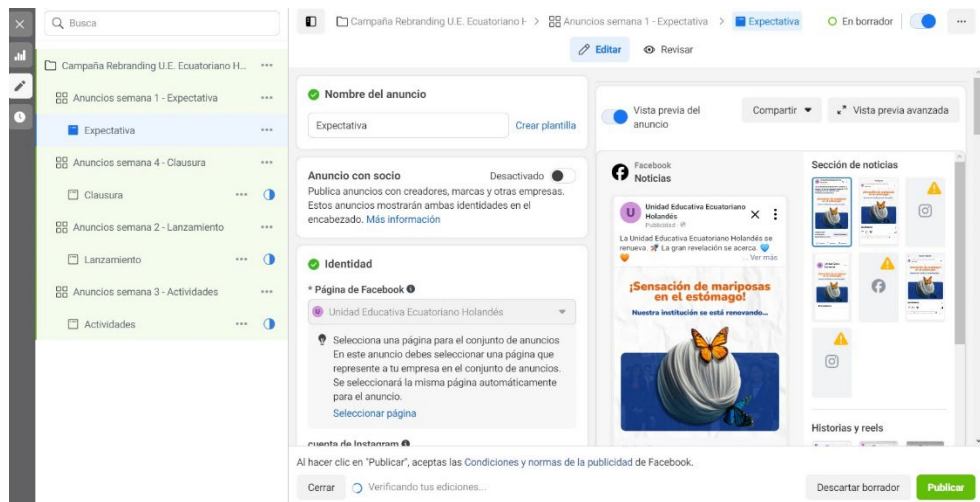 Busca
Campaña Rebranding U.E. Ecuatoriano H...
Anuncios semana 1 - Expectativa
Expectativa
Anuncios semana 4 - Clausura
Clausura
Anuncios semana 2 - Lanzamiento
Lanzamiento
Anuncios semana 3 - Actividades
Actividades
Campaña Rebranding U.E. Ecuatoriano H > Anuncios semana 1 - Expectativa > Expectativa
En borrador
Editar
Revisar
Nombre del anuncio
Expectativa
Crear plantilla
Anuncio con socio
Desactivado
Publica anuncios con creadores, marcas y otras empresas.
Estos anuncios mostrarán ambas identidades en el
encabezado. Más información
Identidad
* Página de Facebook
Unidad Educativa Ecuatoriano Holandés
Selecciona una página para el conjunto de anuncios
En este anuncio debes seleccionar una página que
represente a tu empresa en el conjunto de anuncios.
Se seleccionará la misma página automáticamente
para el anuncio.
Seleccionar página
cuenta de Instagram
Vista previa del
anuncio
Compartir
Vista previa avanzada
Facebook
Noticias
U
Unidad Educativa Ecuatoriano
Holandés
Publicidad
La Unidad Educativa Ecuatoriano Holandés se
renueva. La gran revelación se acerca.
... Ver más
¡Sensación de mariposas
en el estómago!
Nuestra institución se está renovando...
Sección de noticias
Historias y reels
Al hacer clic en "Publicar", aceptas las Condiciones y normas de la publicidad de Facebook.
Cerrar
Verificando tus ediciones...
Descartar borrador
Publicar